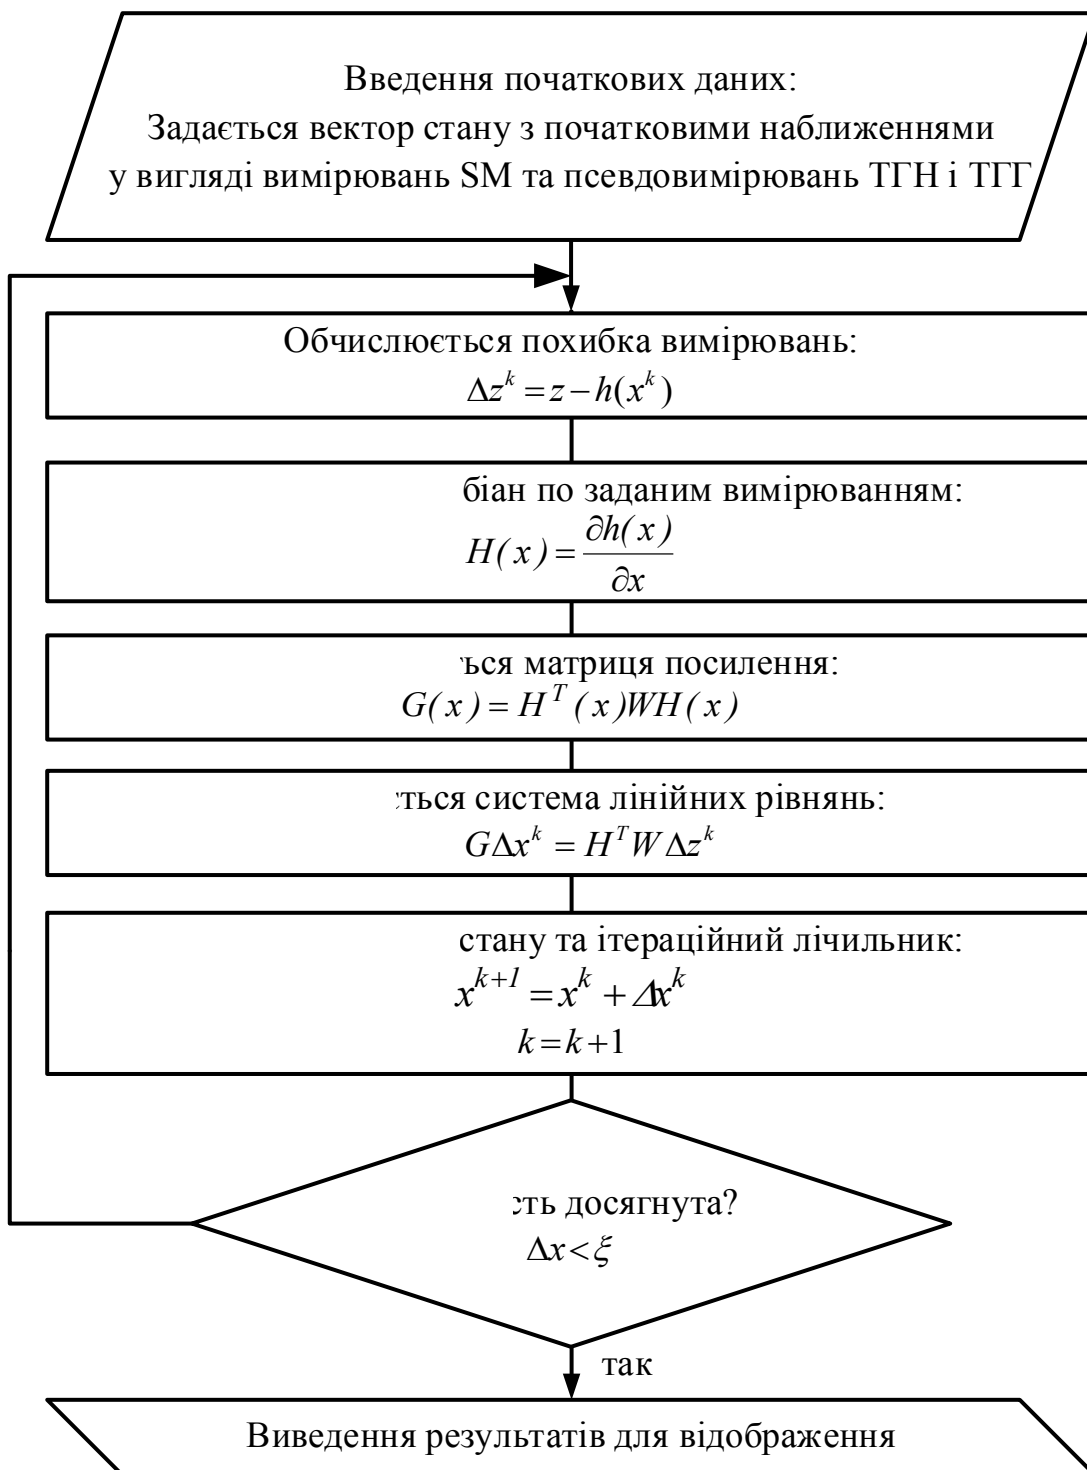 Введення початкових даних:
Задається вектор стану з початковими наближеннями
у вигляді вимірювань SM та псевдовимірювань ТГН і ТГГ
Обчислюється похибка вимірювань:
Δz^k = z − h(x^k)
біан по заданим вимірюванням:
H(x) = ∂h(x)/∂x
ься матриця посилення:
G(x) = H^T(x)WH(x)
ться система лінійних рівнянь:
GΔx^k = H^T WΔz^k
стану та ітераційний лічильник:
x^{k+1} = x^k + Δx^k
k = k+1
сть досягнута?
Δx < ξ
так
Виведення результатів для відображення